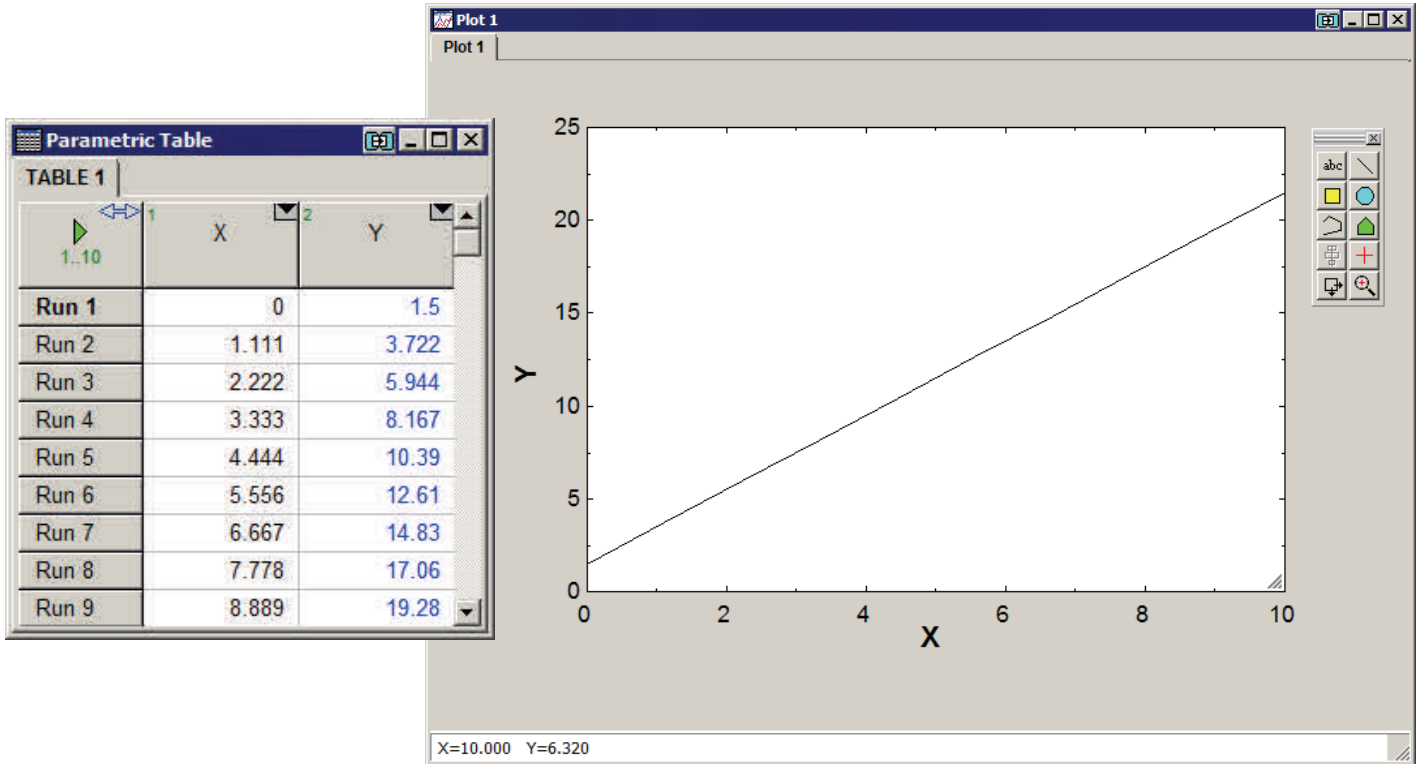 Plot 1
Plot 1
Parametric Table
TABLE 1
1..10
1 X
2 Y
Run 1 0 1.5
Run 2 1.111 3.722
Run 3 2.222 5.944
Run 4 3.333 8.167
Run 5 4.444 10.39
Run 6 5.556 12.61
Run 7 6.667 14.83
Run 8 7.778 17.06
Run 9 8.889 19.28
25
20
15
10
5
0
Y
0 2 4 6 8 10
X
abc
X=10.000 Y=6.320